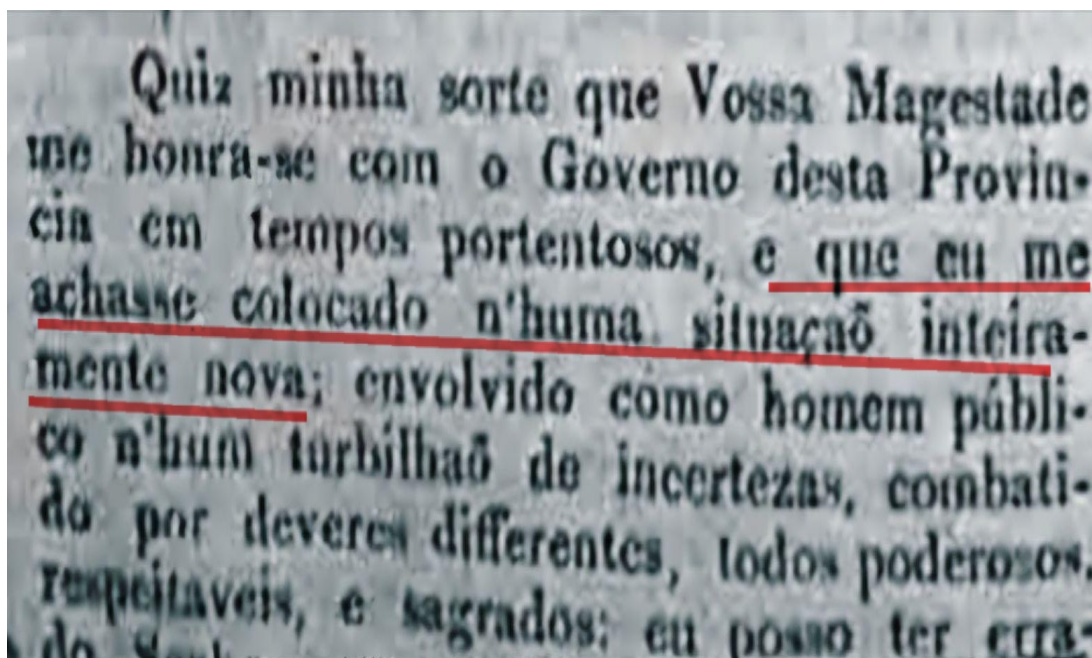 Quiz minha sorte que Vossa Magestade
me honra-se com o Governo desta Provin-
cia em tempos portentosos, e que eu me
achasse colocado n'huma situaçaõ inteira-
mente nova; envolvido como homem públi-
co n'hum turbilhaõ de incertezas, combati-
do por deveres differentes, todos poderosos,
respeitaveis, e sagrados: eu posso ter erra-
do